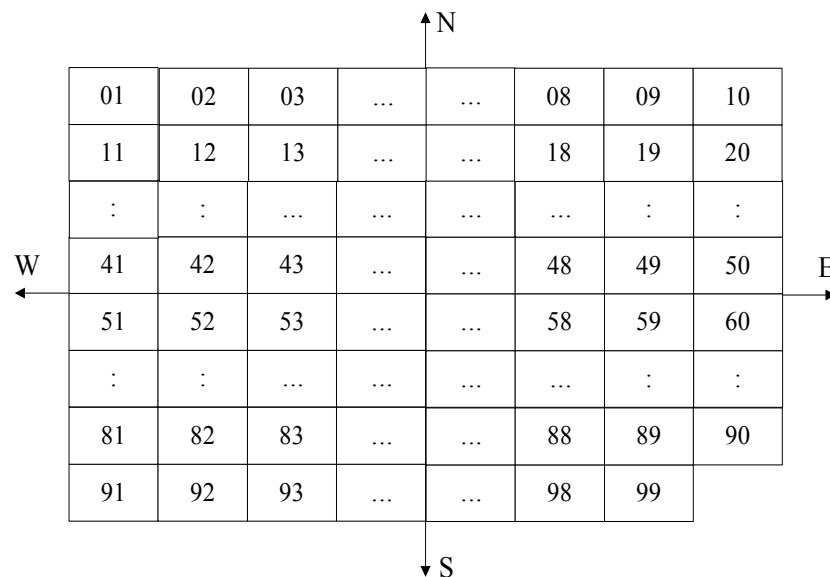 N
01 02 03 ... ... 08 09 10
11 12 13 ... ... 18 19 20
: : ... ... ... ... : :
W 41 42 43 ... ... 48 49 50 E
51 52 53 ... ... 58 59 60
: : ... ... ... ... : :
81 82 83 ... ... 88 89 90
91 92 93 ... ... 98 99
S